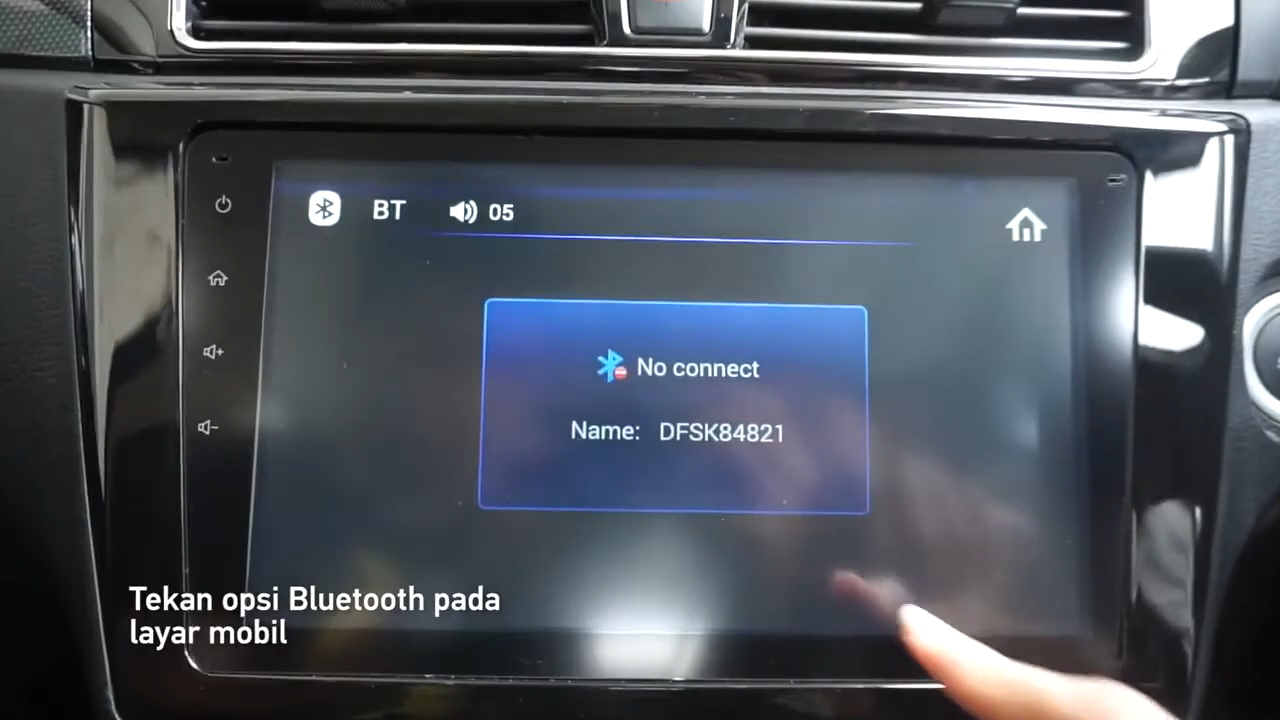 BT 05
No connect
Name: DFSK84821
Tekan opsi Bluetooth pada
layar mobil